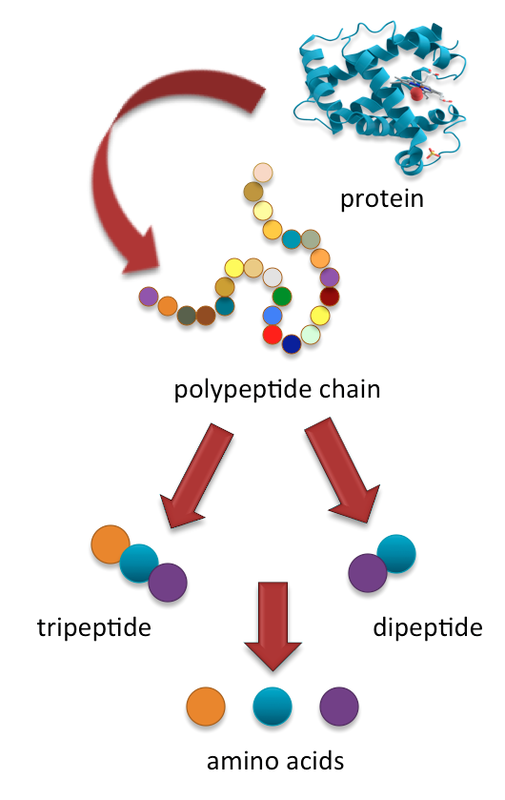 protein
polypeptide chain
tripeptide
dipeptide
amino acids